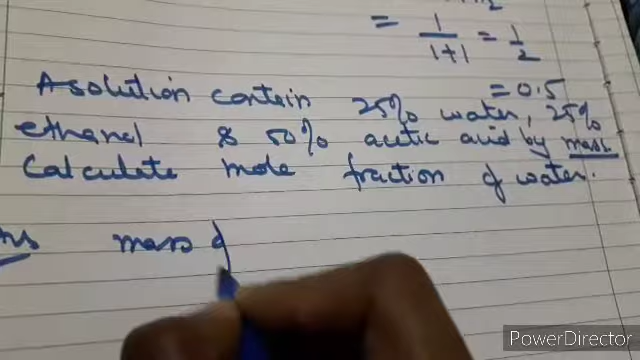 = 1/(1+1) = 1/2
= 0.5
A solution contain 25% water, 25%
ethanol & 50% acetic acid by mass.
Calculate mole fraction of water.
Ans mass of
PowerDirector